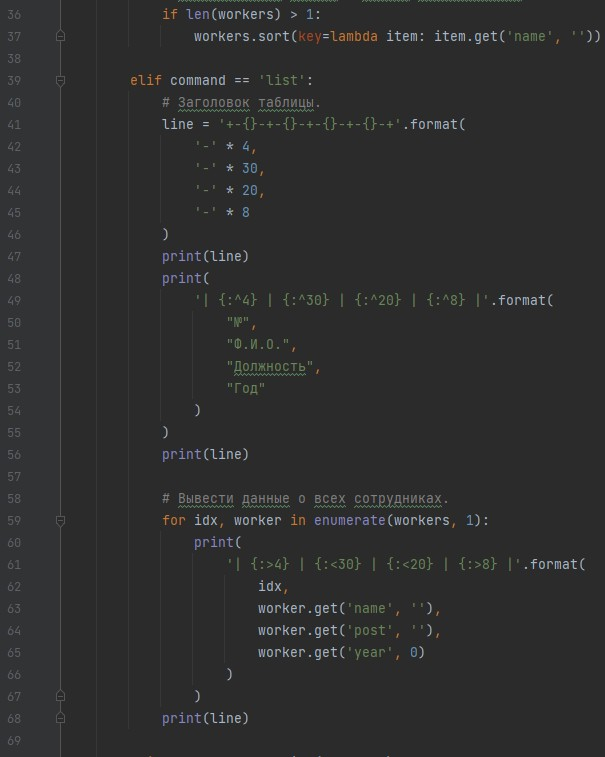 36 if len(workers) > 1:
37 workers.sort(key=lambda item: item.get('name', ''))
38
39 elif command == 'list':
40 # Заголовок таблицы.
41 line = '+-{}-+-{}-+-{}-+-{}-+'.format(
42 '-' * 4,
43 '-' * 30,
44 '-' * 20,
45 '-' * 8
46 )
47 print(line)
48 print(
49 '| {:^4} | {:^30} | {:^20} | {:^8} |'.format(
50 "№",
51 "Ф.И.О.",
52 "Должность",
53 "Год"
54 )
55 )
56 print(line)
57
58 # Вывести данные о всех сотрудниках.
59 for idx, worker in enumerate(workers, 1):
60 print(
61 '| {:>4} | {:<30} | {:<20} | {:>8} |'.format(
62 idx,
63 worker.get('name', ''),
64 worker.get('post', ''),
65 worker.get('year', 0)
66 )
67 )
68 print(line)
69